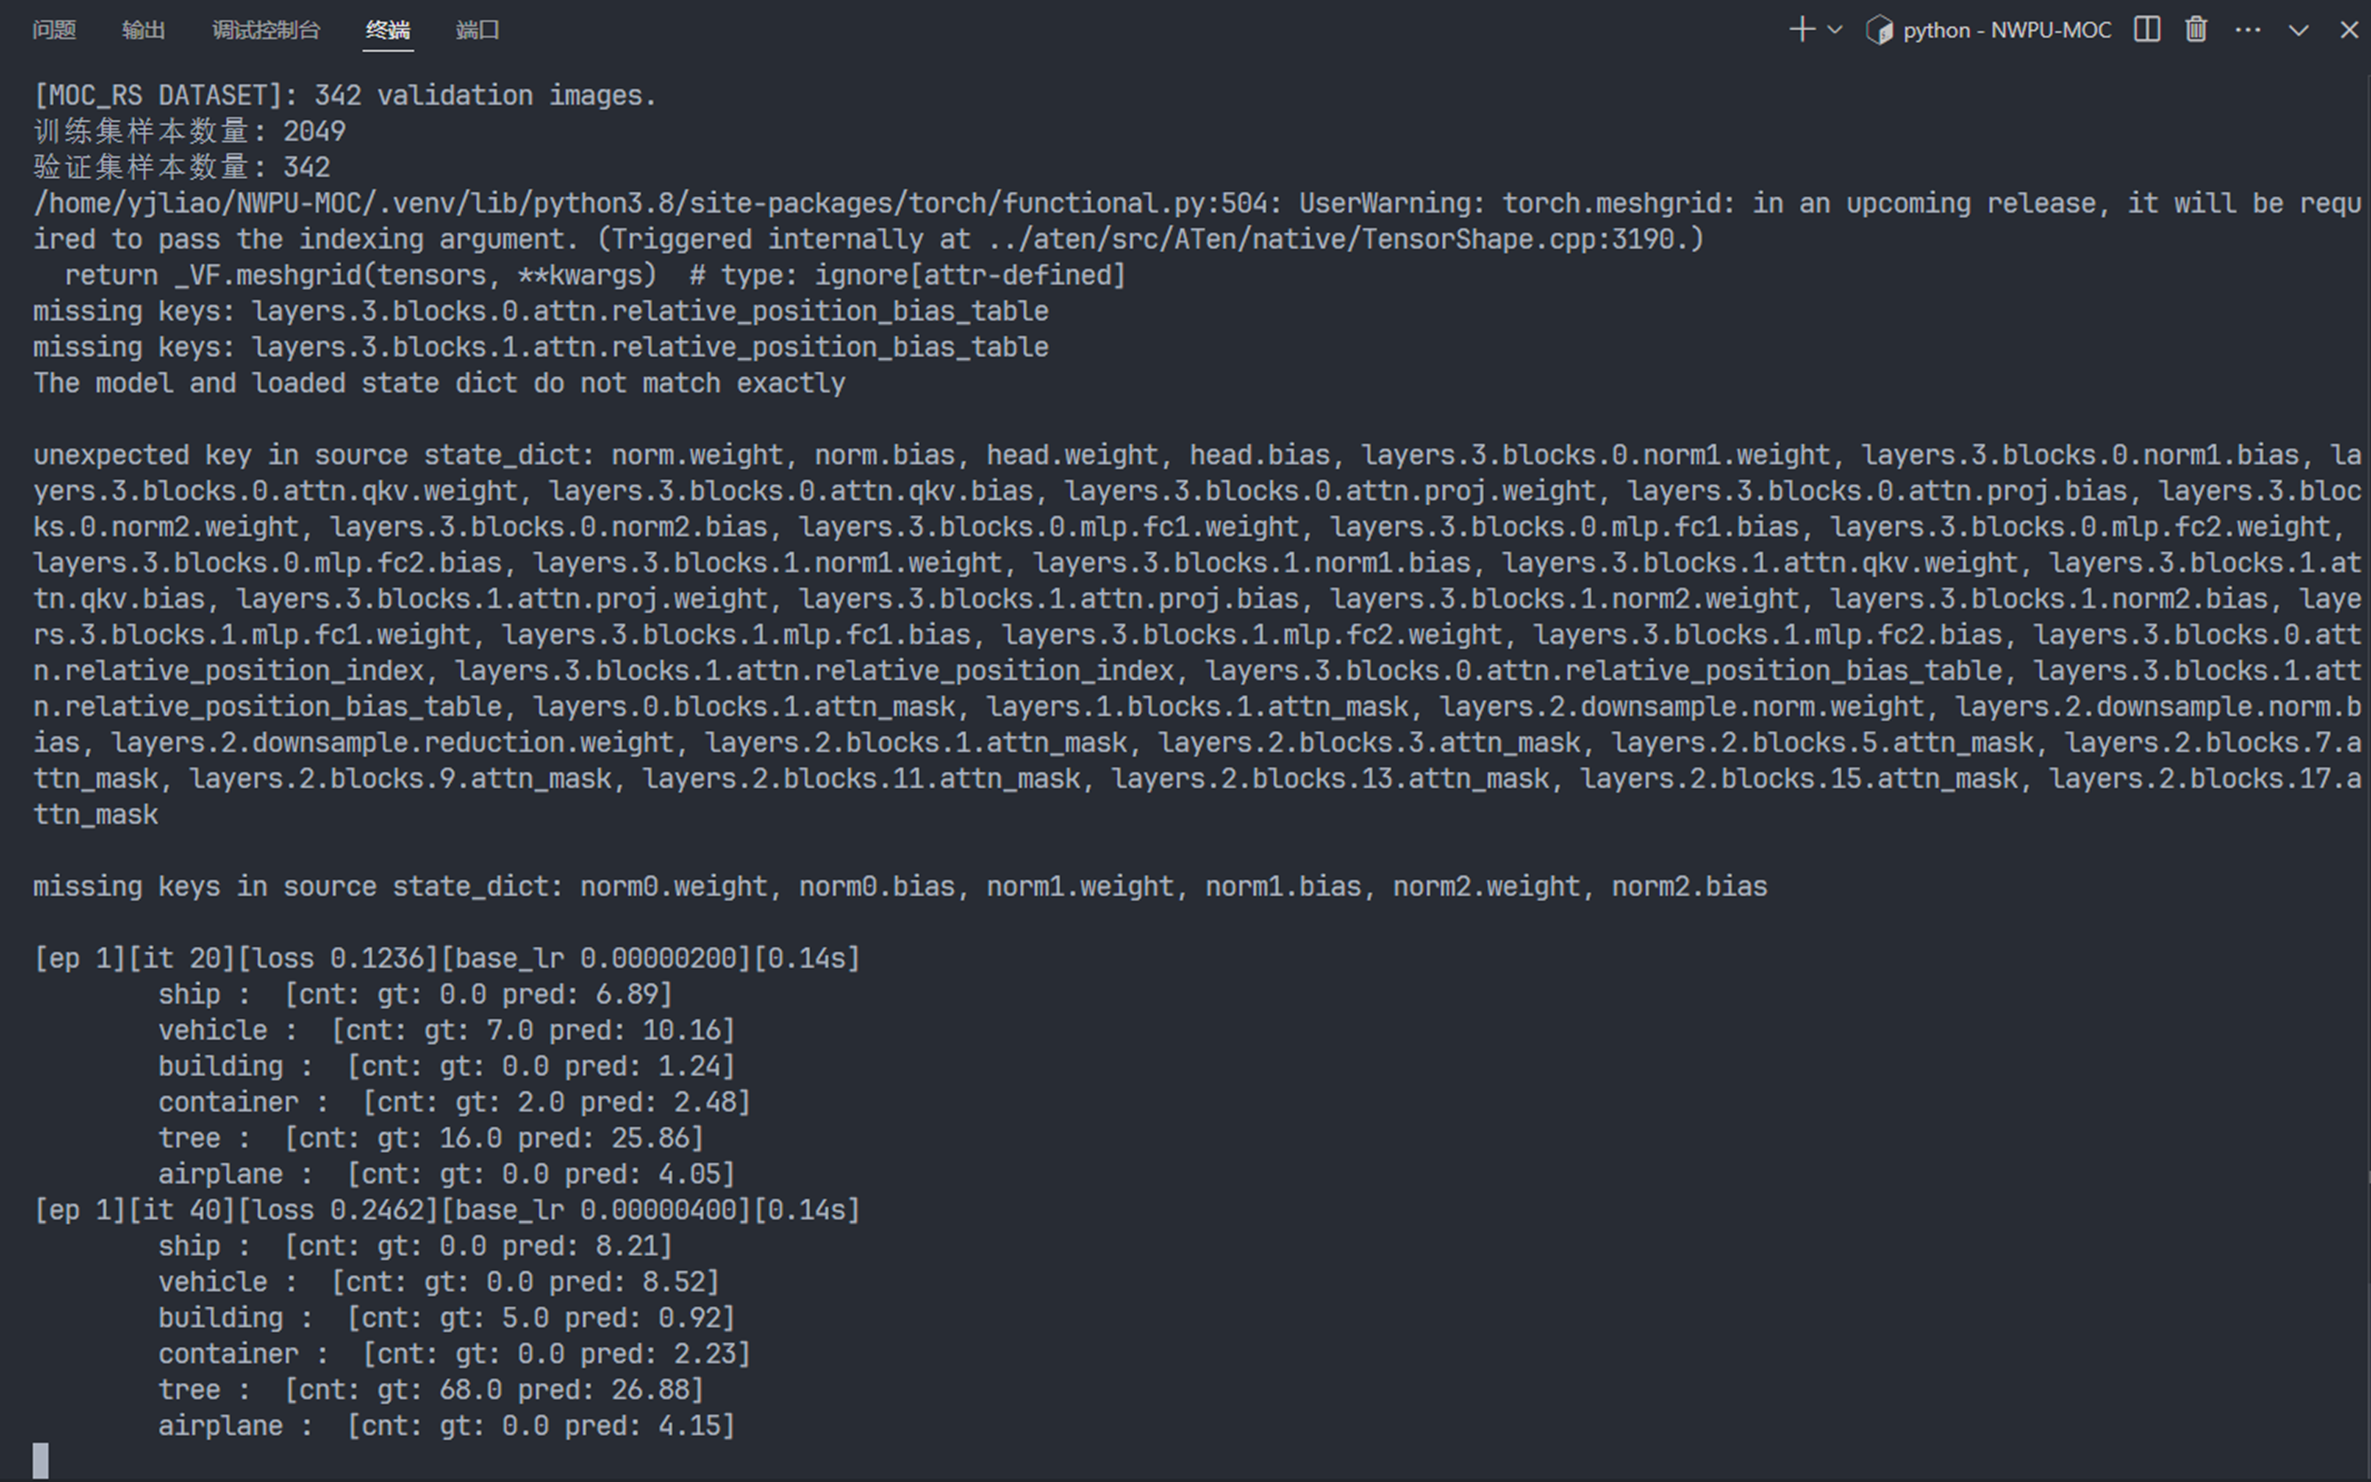 问题 输出 调试控制台 终端 端口 python - NWPU-MOC
[MOC_RS DATASET]: 342 validation images.
训练集样本数量: 2049
验证集样本数量: 342
/home/yjliao/NWPU-MOC/.venv/lib/python3.8/site-packages/torch/functional.py:504: UserWarning: torch.meshgrid: in an upcoming release, it will be requ
ired to pass the indexing argument. (Triggered internally at ../aten/src/ATen/native/TensorShape.cpp:3190.)
  return _VF.meshgrid(tensors, **kwargs)  # type: ignore[attr-defined]
missing keys: layers.3.blocks.0.attn.relative_position_bias_table
missing keys: layers.3.blocks.1.attn.relative_position_bias_table
The model and loaded state dict do not match exactly
unexpected key in source state_dict: norm.weight, norm.bias, head.weight, head.bias, layers.3.blocks.0.norm1.weight, layers.3.blocks.0.norm1.bias, la
yers.3.blocks.0.attn.qkv.weight, layers.3.blocks.0.attn.qkv.bias, layers.3.blocks.0.attn.proj.weight, layers.3.blocks.0.attn.proj.bias, layers.3.bloc
ks.0.norm2.weight, layers.3.blocks.0.norm2.bias, layers.3.blocks.0.mlp.fc1.weight, layers.3.blocks.0.mlp.fc1.bias, layers.3.blocks.0.mlp.fc2.weight,
layers.3.blocks.0.mlp.fc2.bias, layers.3.blocks.1.norm1.weight, layers.3.blocks.1.norm1.bias, layers.3.blocks.1.attn.qkv.weight, layers.3.blocks.1.at
tn.qkv.bias, layers.3.blocks.1.attn.proj.weight, layers.3.blocks.1.attn.proj.bias, layers.3.blocks.1.norm2.weight, layers.3.blocks.1.norm2.bias, laye
rs.3.blocks.1.mlp.fc1.weight, layers.3.blocks.1.mlp.fc1.bias, layers.3.blocks.1.mlp.fc2.weight, layers.3.blocks.1.mlp.fc2.bias, layers.3.blocks.0.att
n.relative_position_index, layers.3.blocks.1.attn.relative_position_index, layers.3.blocks.0.attn.relative_position_bias_table, layers.3.blocks.1.att
n.relative_position_bias_table, layers.0.blocks.1.attn_mask, layers.1.blocks.1.attn_mask, layers.2.downsample.norm.weight, layers.2.downsample.norm.b
ias, layers.2.downsample.reduction.weight, layers.2.blocks.1.attn_mask, layers.2.blocks.3.attn_mask, layers.2.blocks.5.attn_mask, layers.2.blocks.7.a
ttn_mask, layers.2.blocks.9.attn_mask, layers.2.blocks.11.attn_mask, layers.2.blocks.13.attn_mask, layers.2.blocks.15.attn_mask, layers.2.blocks.17.a
ttn_mask
missing keys in source state_dict: norm0.weight, norm0.bias, norm1.weight, norm1.bias, norm2.weight, norm2.bias
[ep 1][it 20][loss 0.1236][base_lr 0.00000200][0.14s]
        ship :  [cnt: gt: 0.0 pred: 6.89]
        vehicle :  [cnt: gt: 7.0 pred: 10.16]
        building :  [cnt: gt: 0.0 pred: 1.24]
        container :  [cnt: gt: 2.0 pred: 2.48]
        tree :  [cnt: gt: 16.0 pred: 25.86]
        airplane :  [cnt: gt: 0.0 pred: 4.05]
[ep 1][it 40][loss 0.2462][base_lr 0.00000400][0.14s]
        ship :  [cnt: gt: 0.0 pred: 8.21]
        vehicle :  [cnt: gt: 0.0 pred: 8.52]
        building :  [cnt: gt: 5.0 pred: 0.92]
        container :  [cnt: gt: 0.0 pred: 2.23]
        tree :  [cnt: gt: 68.0 pred: 26.88]
        airplane :  [cnt: gt: 0.0 pred: 4.15]